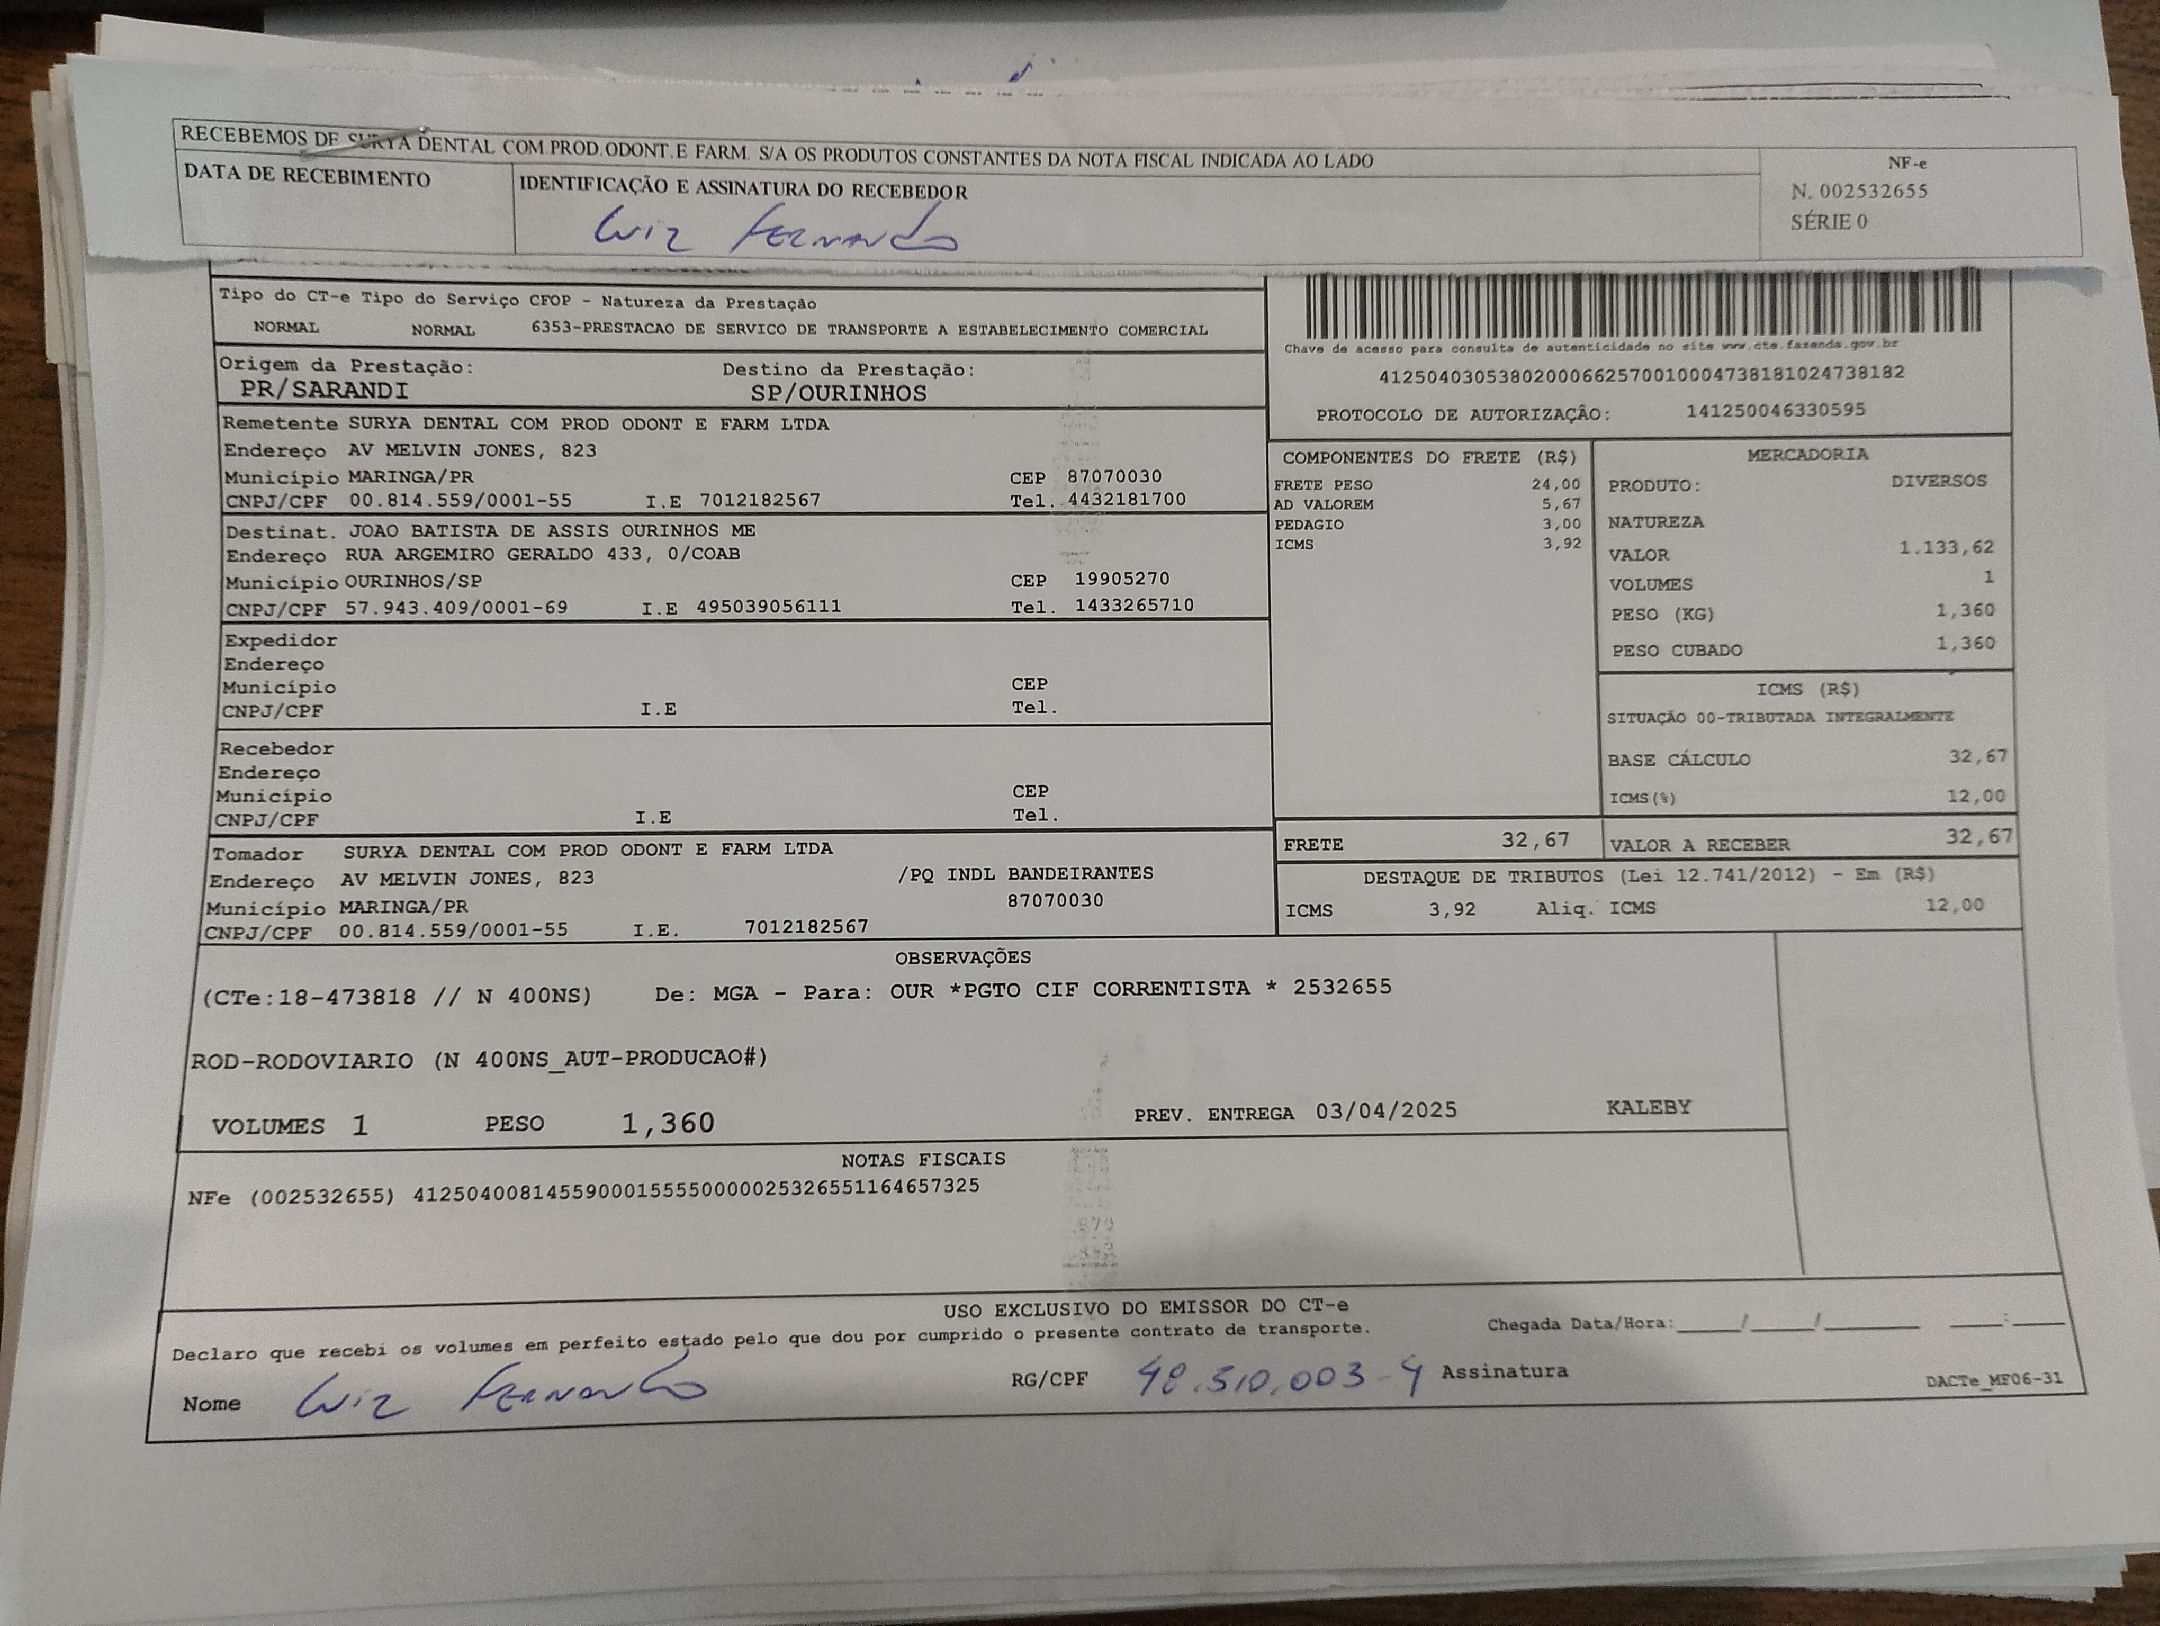 RECEBEMOS DE SURYA DENTAL COM PROD.ODONT.E FARM. S/A OS PRODUTOS CONSTANTES DA NOTA FISCAL INDICADA AO LADO
DATA DE RECEBIMENTO
IDENTIFICAÇÃO E ASSINATURA DO RECEBEDOR
Luiz Fernando
NF-e
N. 002532655
SÉRIE 0
Tipo do CT-e Tipo do Serviço CFOP - Natureza da Prestação
NORMAL NORMAL 6353-PRESTACAO DE SERVICO DE TRANSPORTE A ESTABELECIMENTO COMERCIAL
Origem da Prestação: Destino da Prestação:
PR/SARANDI SP/OURINHOS
Remetente SURYA DENTAL COM PROD ODONT E FARM LTDA
Endereço AV MELVIN JONES, 823
Município MARINGA/PR CEP 87070030
CNPJ/CPF 00.814.559/0001-55 I.E 7012182567 Tel. 4432181700
Destinat. JOAO BATISTA DE ASSIS OURINHOS ME
Endereço RUA ARGEMIRO GERALDO 433, 0/COAB
Município OURINHOS/SP CEP 19905270
CNPJ/CPF 57.943.409/0001-69 I.E 495039056111 Tel. 1433265710
Expedidor
Endereço
Município CEP
CNPJ/CPF I.E Tel.
Recebedor
Endereço
Município CEP
CNPJ/CPF I.E Tel.
Tomador SURYA DENTAL COM PROD ODONT E FARM LTDA
Endereço AV MELVIN JONES, 823 /PQ INDL BANDEIRANTES
Município MARINGA/PR 87070030
CNPJ/CPF 00.814.559/0001-55 I.E. 7012182567
Chave de acesso para consulta de autenticidade no site www.cte.fazenda.gov.br
41250403053802000662570010004738181024738182
PROTOCOLO DE AUTORIZAÇÃO: 141250046330595
COMPONENTES DO FRETE (R$)
FRETE PESO 24,00
AD VALOREM 5,67
PEDAGIO 3,00
ICMS 3,92
MERCADORIA
PRODUTO: DIVERSOS
NATUREZA
VALOR 1.133,62
VOLUMES 1
PESO (KG) 1,360
PESO CUBADO 1,360
ICMS (R$)
SITUAÇÃO 00-TRIBUTADA INTEGRALMENTE
BASE CÁLCULO 32,67
ICMS(%) 12,00
FRETE 32,67 VALOR A RECEBER 32,67
DESTAQUE DE TRIBUTOS (Lei 12.741/2012) - Em (R$)
ICMS 3,92 Aliq. ICMS 12,00
OBSERVAÇÕES
(CTe:18-473818 // N 400NS) De: MGA - Para: OUR *PGTO CIF CORRENTISTA * 2532655
ROD-RODOVIARIO (N 400NS_AUT-PRODUCAO#)
VOLUMES 1 PESO 1,360 PREV. ENTREGA 03/04/2025 KALEBY
NOTAS FISCAIS
NFe (002532655) 41250400814559000155550000025326551164657325
USO EXCLUSIVO DO EMISSOR DO CT-e
Declaro que recebi os volumes em perfeito estado pelo que dou por cumprido o presente contrato de transporte. Chegada Data/Hora:_____/_____/________ ____:____
Nome Luiz Fernando RG/CPF 48.510.003-4 Assinatura
DACTe_MF06-31